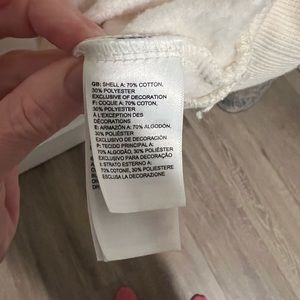 GB: SHELL A: 70% COTTON,
30% POLYESTER
EXCLUSIVE OF DECORATION
F: COQUE A: 70% COTON,
30% POLYESTER
À L'EXCEPTION DES
DÉCORATIONS
E: ARMAZÓN A: 70% ALGODÓN,
30% POLIÉSTER
EXCLUSIVO DE DECORACIÓN
P: TECIDO PRINCIPAL A:
70% ALGODÃO, 30% POLIÉSTER
EXCLUSIVO PARA DECORAÇÃO
I: STRATO ESTERNO A:
70% COTONE, 30% POLIESTERE
ESCLUSA LA DECORAZIONE